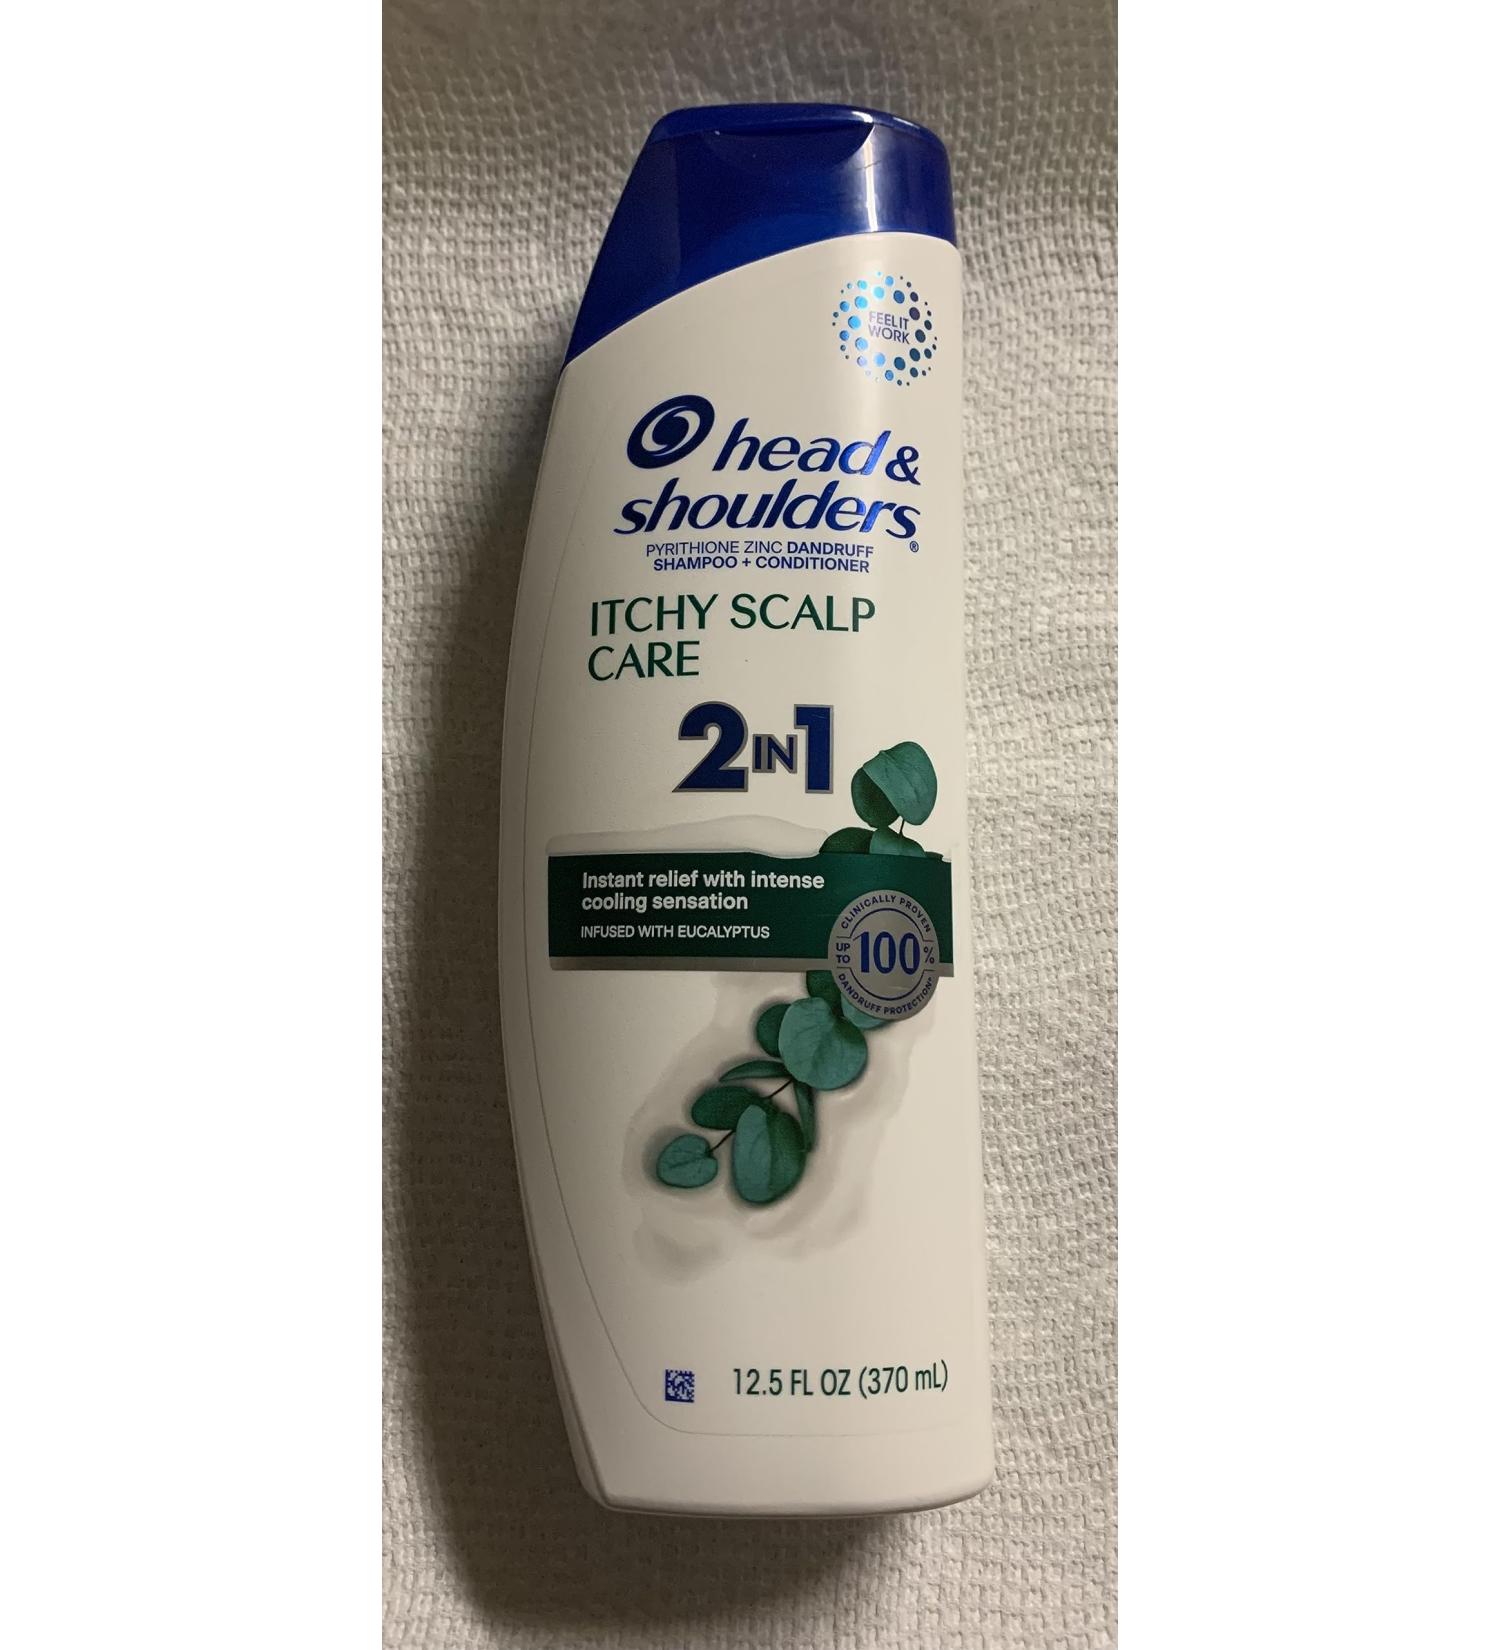 FEEL IT
WORK
head &
shoulders®
PYRITHIONE ZINC DANDRUFF
SHAMPOO + CONDITIONER
ITCHY SCALP
CARE
2IN1
Instant relief with intense
cooling sensation
INFUSED WITH EUCALYPTUS
CLINICALLY PROVEN
UP TO 100%
DANDRUFF PROTECTION*
12.5 FL OZ (370 mL)